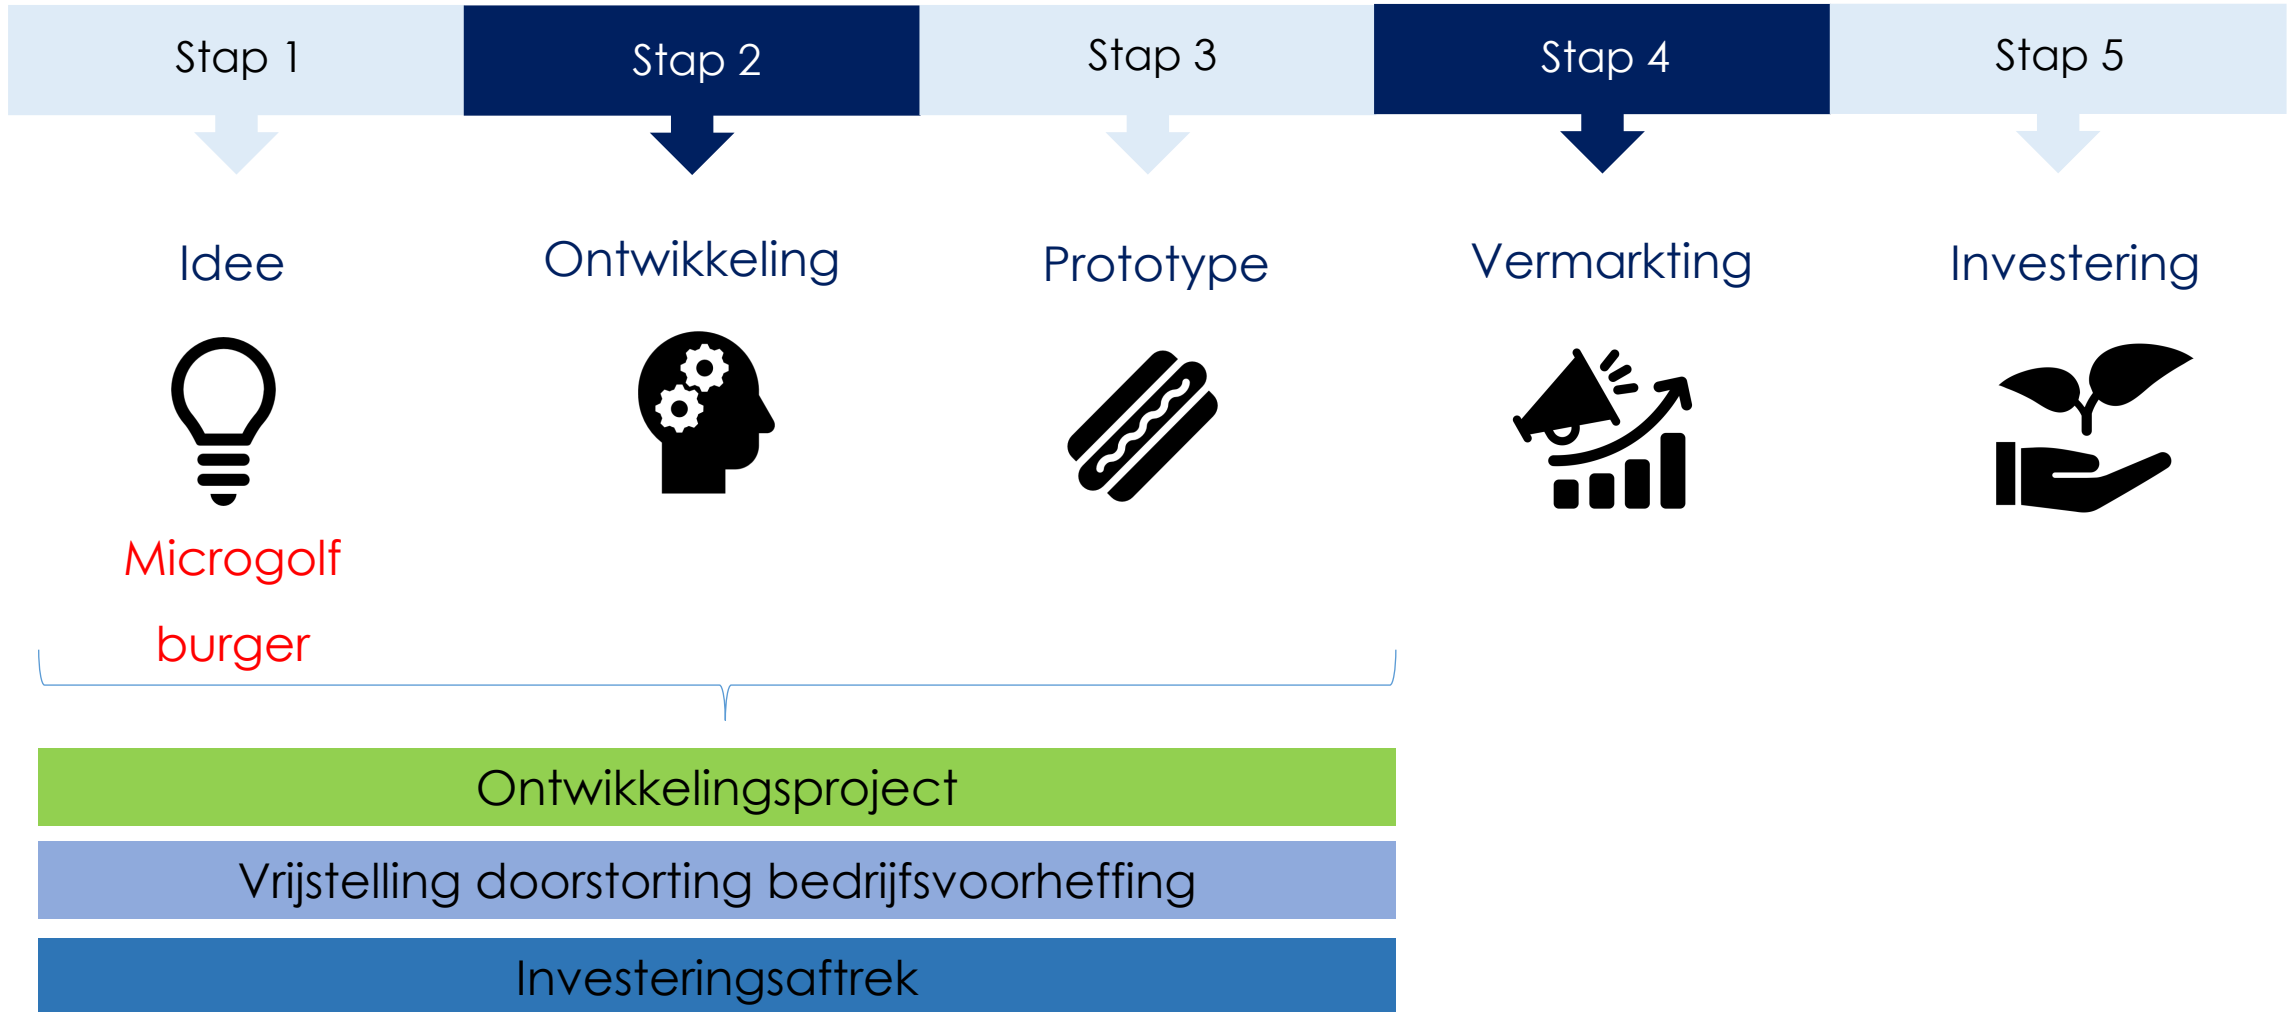 Stap 1
Stap 2
Stap 3
Stap 4
Stap 5
Idee
Ontwikkeling
Prototype
Vermarkting
Investering
Microgolf
burger
Ontwikkelingsproject
Vrijstelling doorstorting bedrijfsvoorheffing
Investeringsaftrek